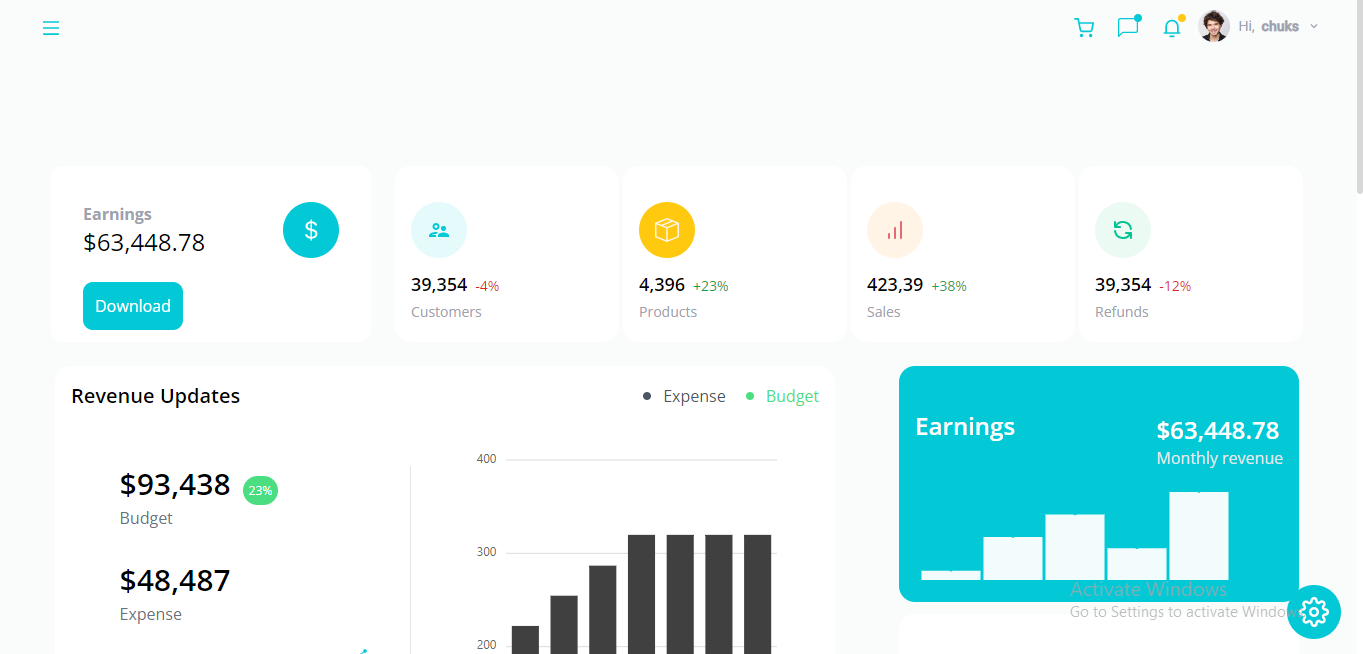 Hi, chuks
Earnings
$63,448.78
$
Download
39,354 -4%
Customers
4,396 +23%
Products
423,39 +38%
Sales
39,354 -12%
Refunds
Revenue Updates
Expense
Budget
$93,438 23%
Budget
$48,487
Expense
400
300
200
Earnings
$63,448.78
Monthly revenue
Activate Windows
Go to Settings to activate Windows